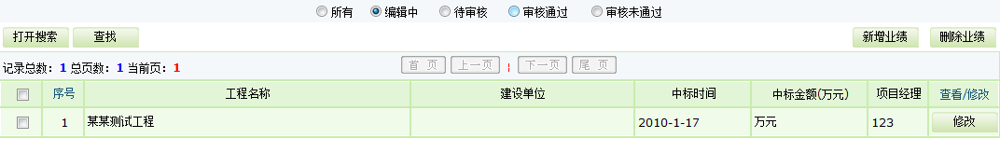 所有 编辑中 待审核 审核通过 审核未通过
打开搜索 查找 新增业绩 删除业绩
记录总数：1 总页数：1 当前页：1 首 页 上一页 ¦ 下一页 尾 页
序号 工程名称 建设单位 中标时间 中标金额(万元) 项目经理 查看/修改
1 某某测试工程 2010-1-17 万元 123 修改